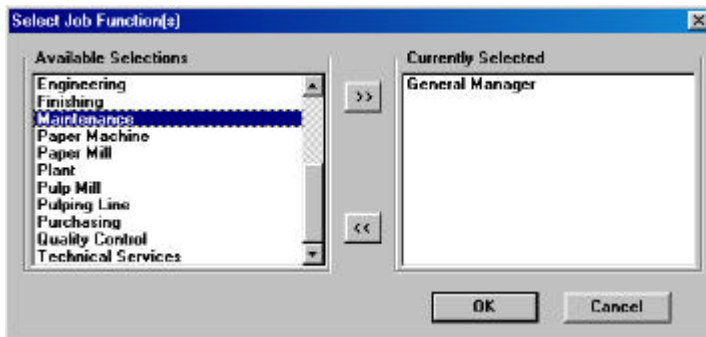 Select Job Function(s)
Available Selections
Engineering
Finishing
Maintenance
Paper Machine
Paper Mill
Plant
Pulp Mill
Pulping Line
Purchasing
Quality Control
Technical Services
>>
<<
Currently Selected
General Manager
OK
Cancel